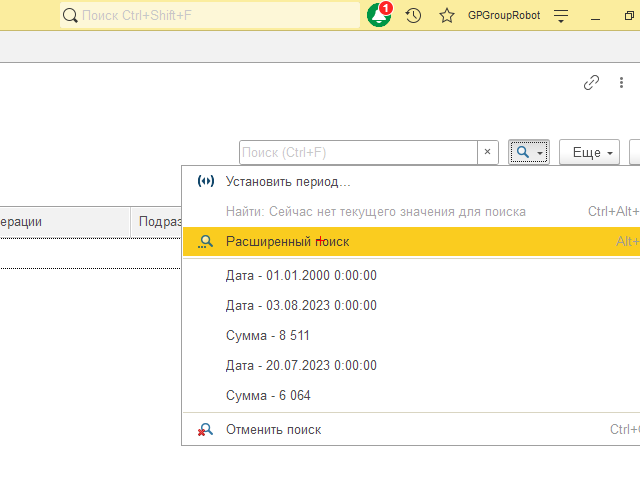 Поиск Ctrl+Shift+F
1
GPGroupRobot
Поиск (Ctrl+F)
×
Еще
Установить период...
ерации
Подраз
Найти: Сейчас нет текущего значения для поиска Ctrl+Alt+
Расширенный поиск Alt+
Дата - 01.01.2000 0:00:00
Дата - 03.08.2023 0:00:00
Сумма - 8 511
Дата - 20.07.2023 0:00:00
Сумма - 6 064
Отменить поиск Ctrl+